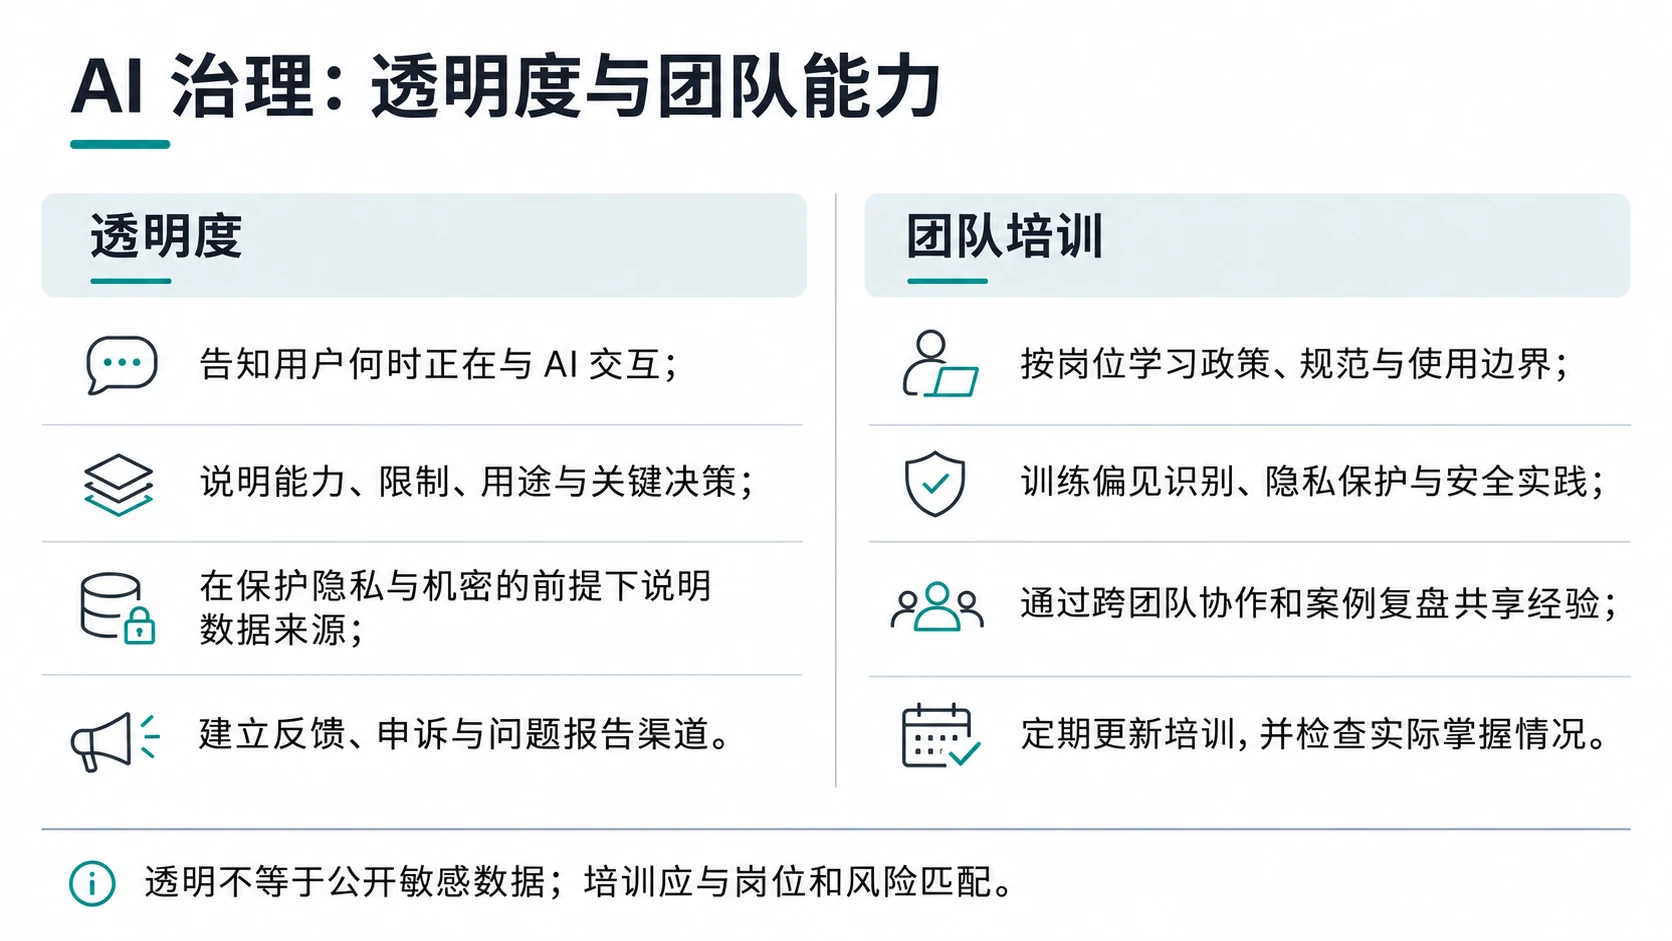 AI 治理：透明度与团队能力
透明度
告知用户何时正在与 AI 交互；
说明能力、限制、用途与关键决策；
在保护隐私与机密的前提下说明
数据来源；
建立反馈、申诉与问题报告渠道。
团队培训
按岗位学习政策、规范与使用边界；
训练偏见识别、隐私保护与安全实践；
通过跨团队协作和案例复盘共享经验；
定期更新培训，并检查实际掌握情况。
透明不等于公开敏感数据；培训应与岗位和风险匹配。